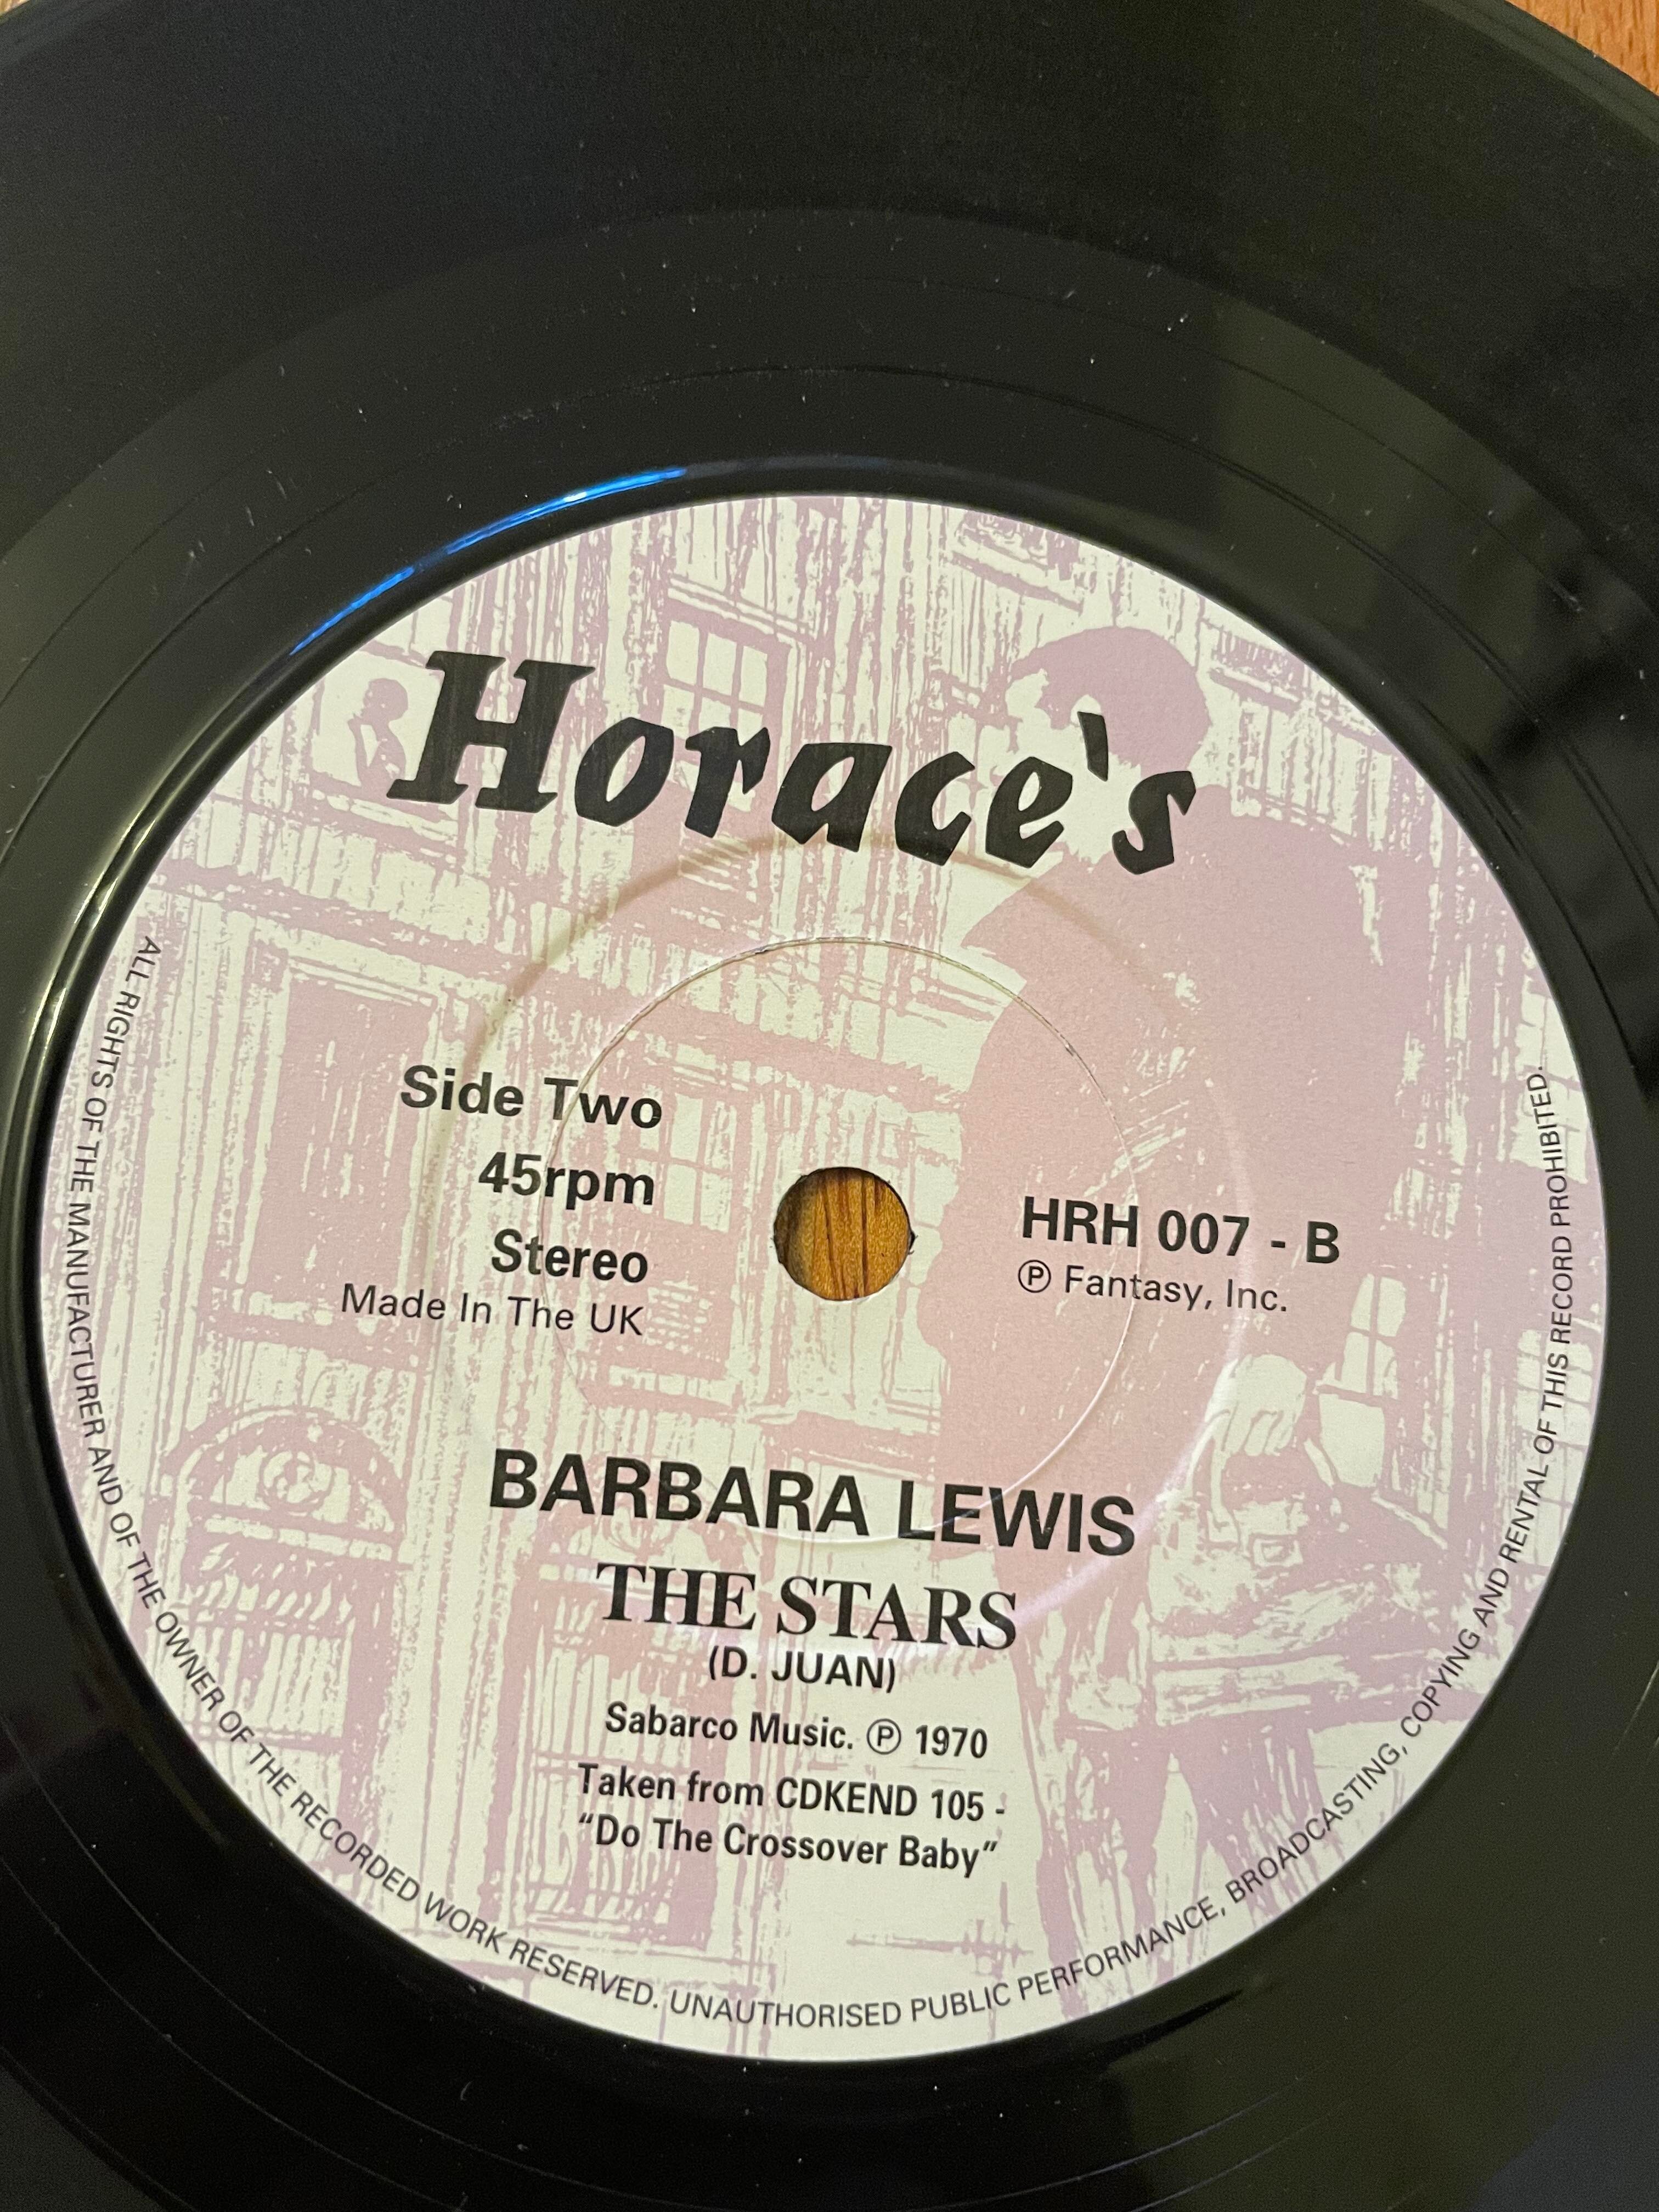 Horace's
Side Two
45rpm
Stereo
Made In The UK
HRH 007 - B
℗ Fantasy, Inc.
BARBARA LEWIS
THE STARS
(D. JUAN)
Sabarco Music. ℗ 1970
Taken from CDKEND 105 -
“Do The Crossover Baby”
ALL RIGHTS OF THE MANUFACTURER AND OF THE OWNER OF THE RECORDED WORK RESERVED. UNAUTHORISED PUBLIC PERFORMANCE, BROADCASTING, COPYING AND RENTAL OF THIS RECORD PROHIBITED.